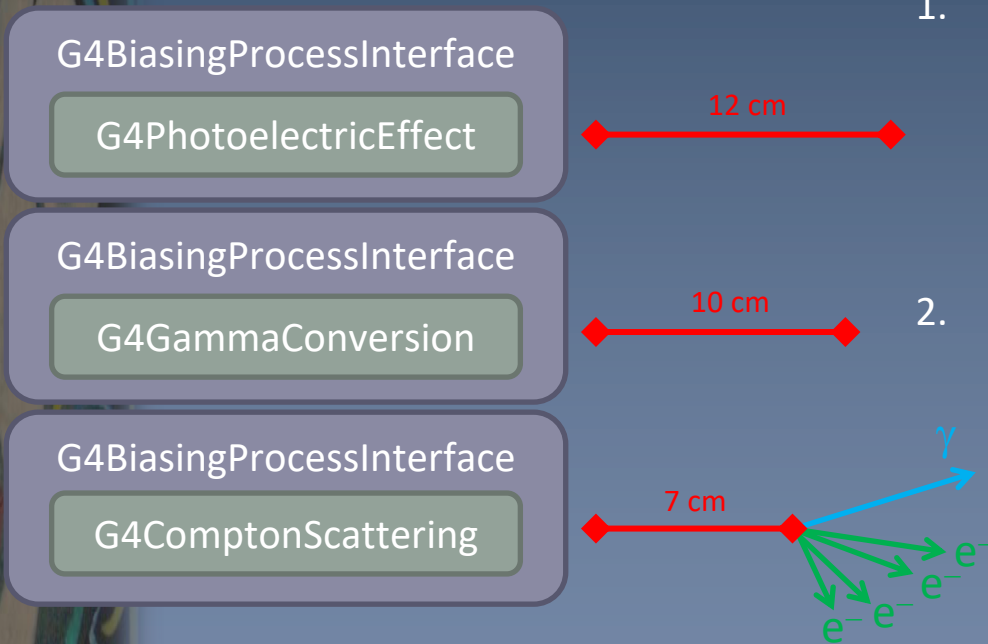 1.
G4BiasingProcessInterface
G4PhotoelectricEffect
12 cm
G4BiasingProcessInterface
G4GammaConversion
10 cm
2.
G4BiasingProcessInterface
G4ComptonScattering
7 cm
γ
e⁻
e⁻
e⁻
e⁻